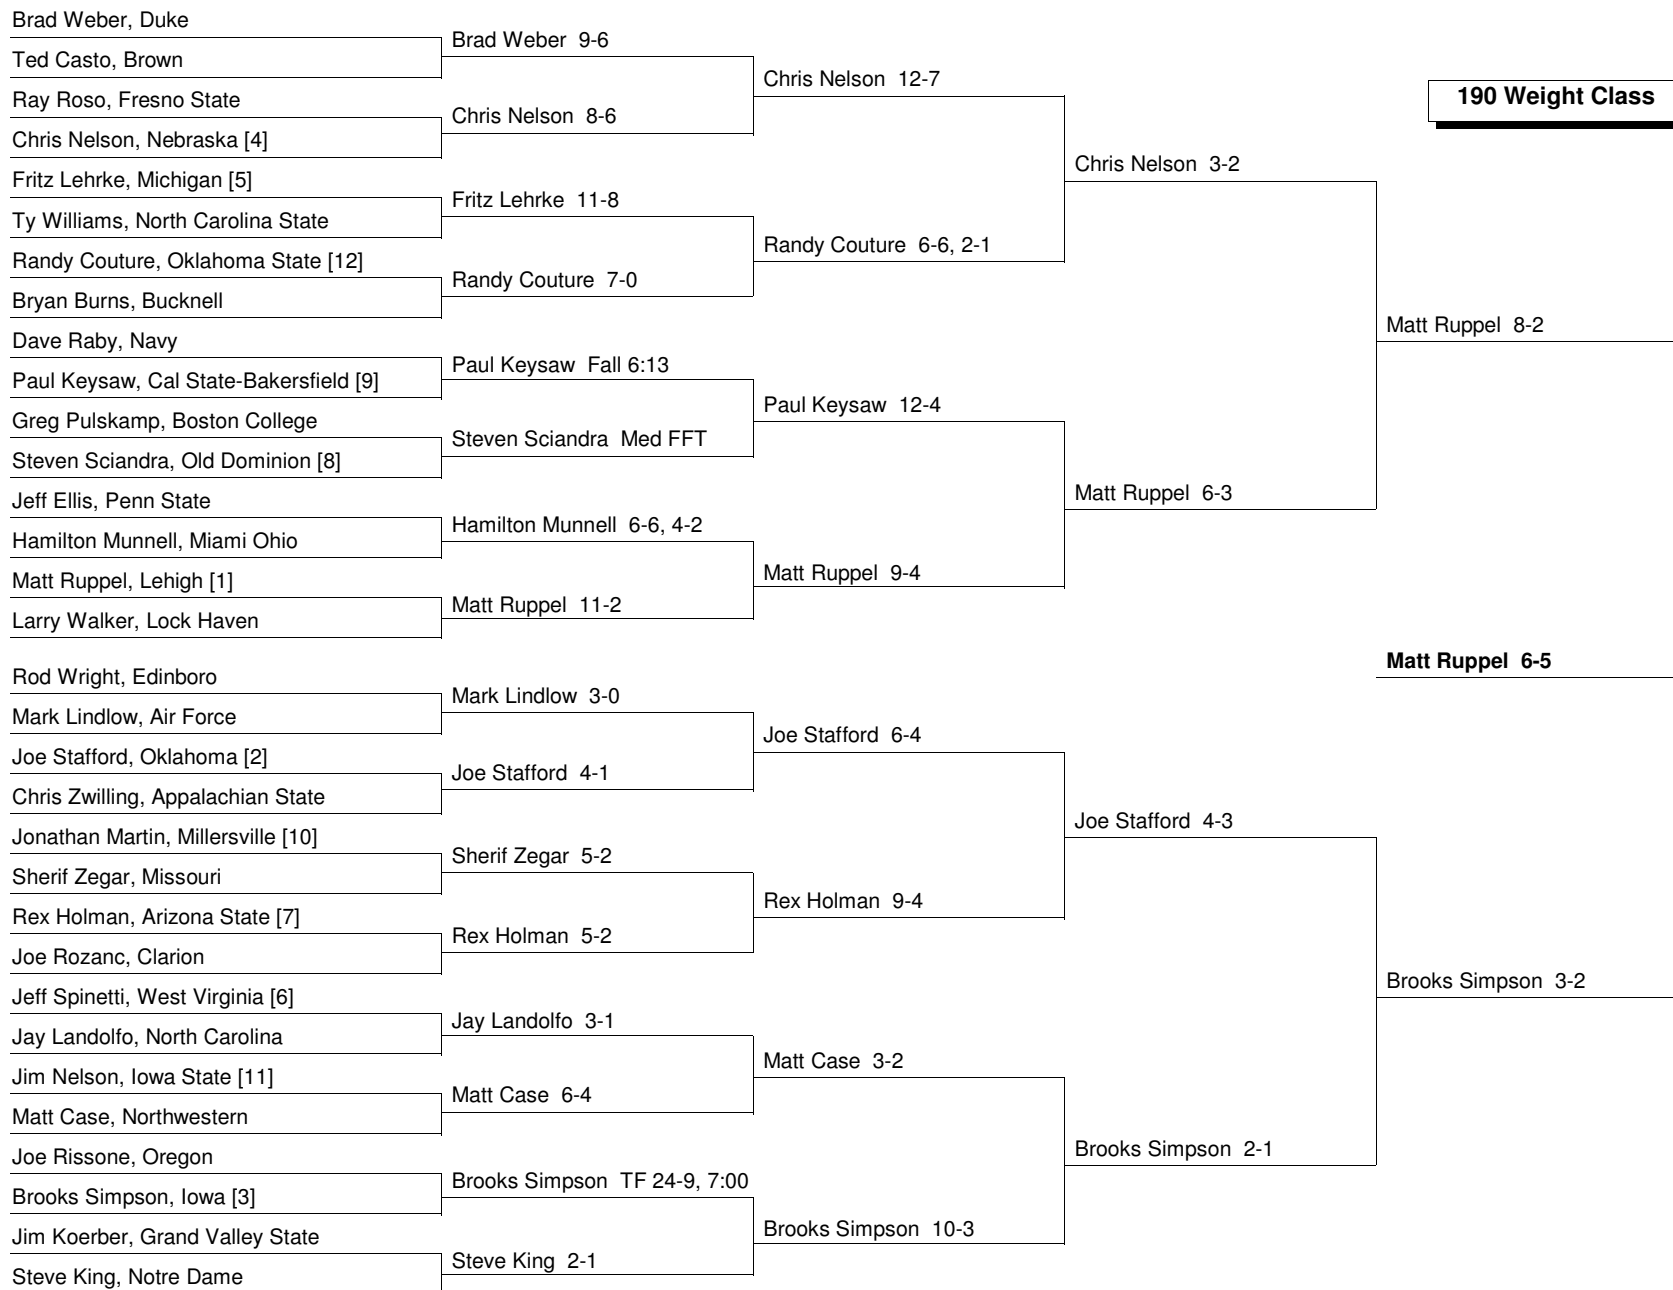 Brad Weber, Duke
Ted Casto, Brown
Ray Roso, Fresno State
Chris Nelson, Nebraska [4]
Fritz Lehrke, Michigan [5]
Ty Williams, North Carolina State
Randy Couture, Oklahoma State [12]
Bryan Burns, Bucknell
Dave Raby, Navy
Paul Keysaw, Cal State-Bakersfield [9]
Greg Pulskamp, Boston College
Steven Sciandra, Old Dominion [8]
Jeff Ellis, Penn State
Hamilton Munnell, Miami Ohio
Matt Ruppel, Lehigh [1]
Larry Walker, Lock Haven
Rod Wright, Edinboro
Mark Lindlow, Air Force
Joe Stafford, Oklahoma [2]
Chris Zwilling, Appalachian State
Jonathan Martin, Millersville [10]
Sherif Zegar, Missouri
Rex Holman, Arizona State [7]
Joe Rozanc, Clarion
Jeff Spinetti, West Virginia [6]
Jay Landolfo, North Carolina
Jim Nelson, Iowa State [11]
Matt Case, Northwestern
Joe Rissone, Oregon
Brooks Simpson, Iowa [3]
Jim Koerber, Grand Valley State
Steve King, Notre Dame
Brad Weber 9-6
Chris Nelson 8-6
Fritz Lehrke 11-8
Randy Couture 7-0
Paul Keysaw Fall 6:13
Steven Sciandra Med FFT
Hamilton Munnell 6-6, 4-2
Matt Ruppel 11-2
Mark Lindlow 3-0
Joe Stafford 4-1
Sherif Zegar 5-2
Rex Holman 5-2
Jay Landolfo 3-1
Matt Case 6-4
Brooks Simpson TF 24-9, 7:00
Steve King 2-1
Chris Nelson 12-7
Randy Couture 6-6, 2-1
Paul Keysaw 12-4
Matt Ruppel 9-4
Joe Stafford 6-4
Rex Holman 9-4
Matt Case 3-2
Brooks Simpson 10-3
Chris Nelson 3-2
Matt Ruppel 6-3
Joe Stafford 4-3
Brooks Simpson 2-1
190 Weight Class
Matt Ruppel 8-2
Matt Ruppel 6-5
Brooks Simpson 3-2